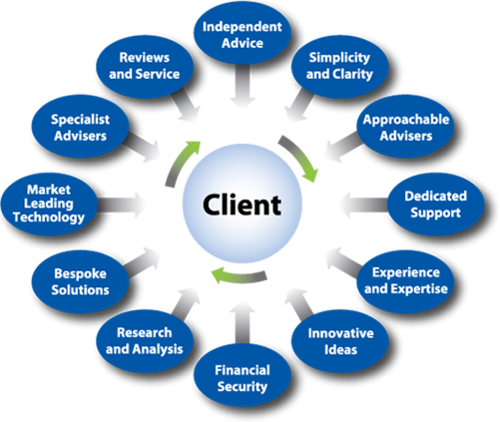 Independent
Advice
Simplicity
and Clarity
Approachable
Advisers
Dedicated
Support
Experience
and Expertise
Innovative
Ideas
Financial
Security
Research
and Analysis
Bespoke
Solutions
Market
Leading
Technology
Specialist
Advisers
Reviews
and Service
Client